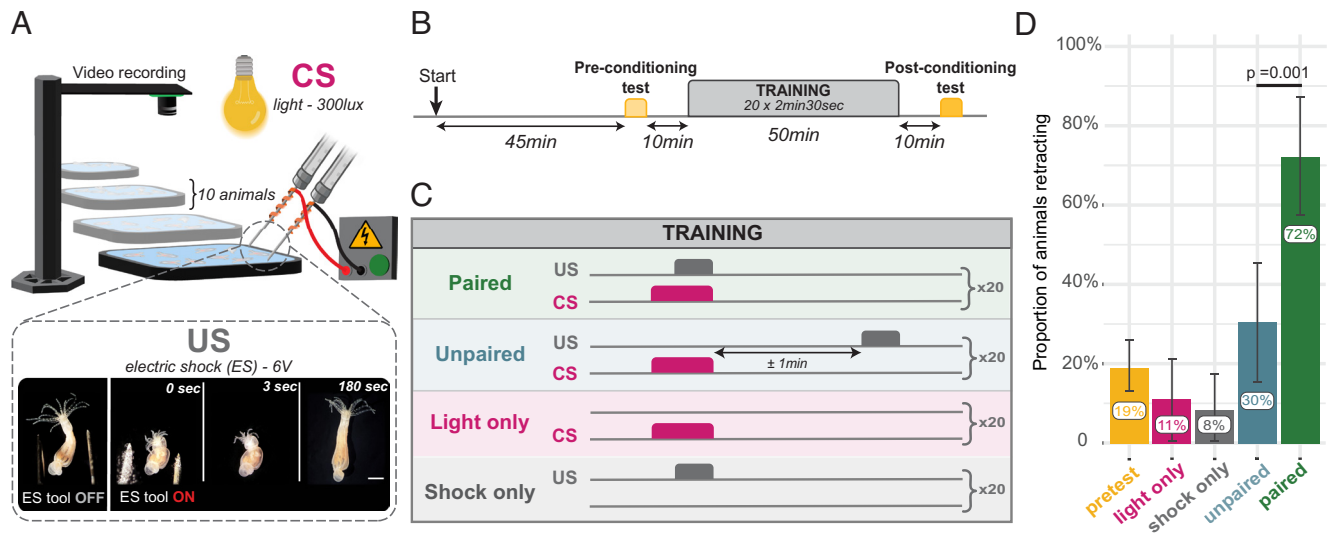 A
Video recording
CS
light - 300lux
10 animals
US
electric shock (ES) - 6V
0 sec
3 sec
180 sec
ES tool OFF
ES tool ON
B
Start
Pre-conditioning
test
TRAINING
20 x 2min30sec
Post-conditioning
test
45min
10min
50min
10min
C
TRAINING
Paired
US
CS
x20
Unpaired
US
CS
± 1min
x20
Light only
CS
x20
Shock only
US
x20
D
Proportion of animals retracting
100%
80%
60%
40%
20%
0
p =0.001
19%
11%
8%
30%
72%
pretest
light only
shock only
unpaired
paired